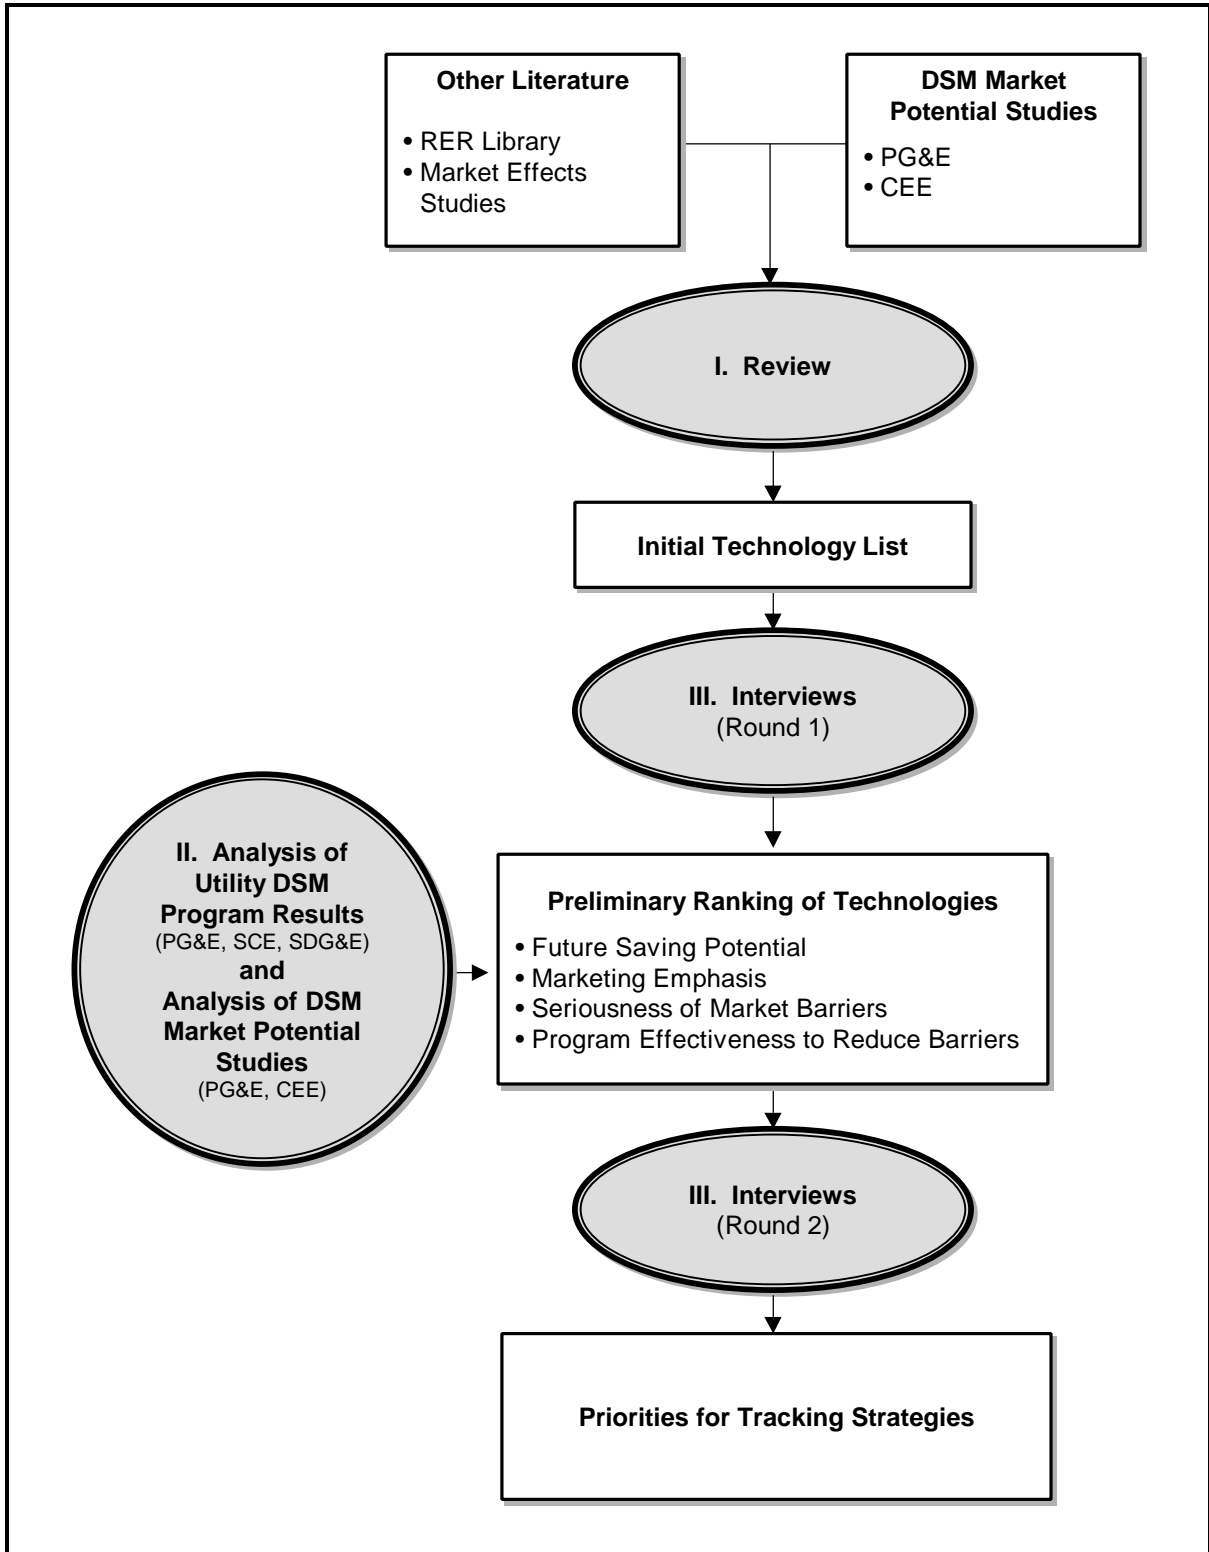 Other Literature
• RER Library
• Market Effects
Studies
DSM Market
Potential Studies
• PG&E
• CEE
I. Review
Initial Technology List
III. Interviews
(Round 1)
II. Analysis of
Utility DSM
Program Results
(PG&E, SCE, SDG&E)
and
Analysis of DSM
Market Potential
Studies
(PG&E, CEE)
Preliminary Ranking of Technologies
• Future Saving Potential
• Marketing Emphasis
• Seriousness of Market Barriers
• Program Effectiveness to Reduce Barriers
III. Interviews
(Round 2)
Priorities for Tracking Strategies